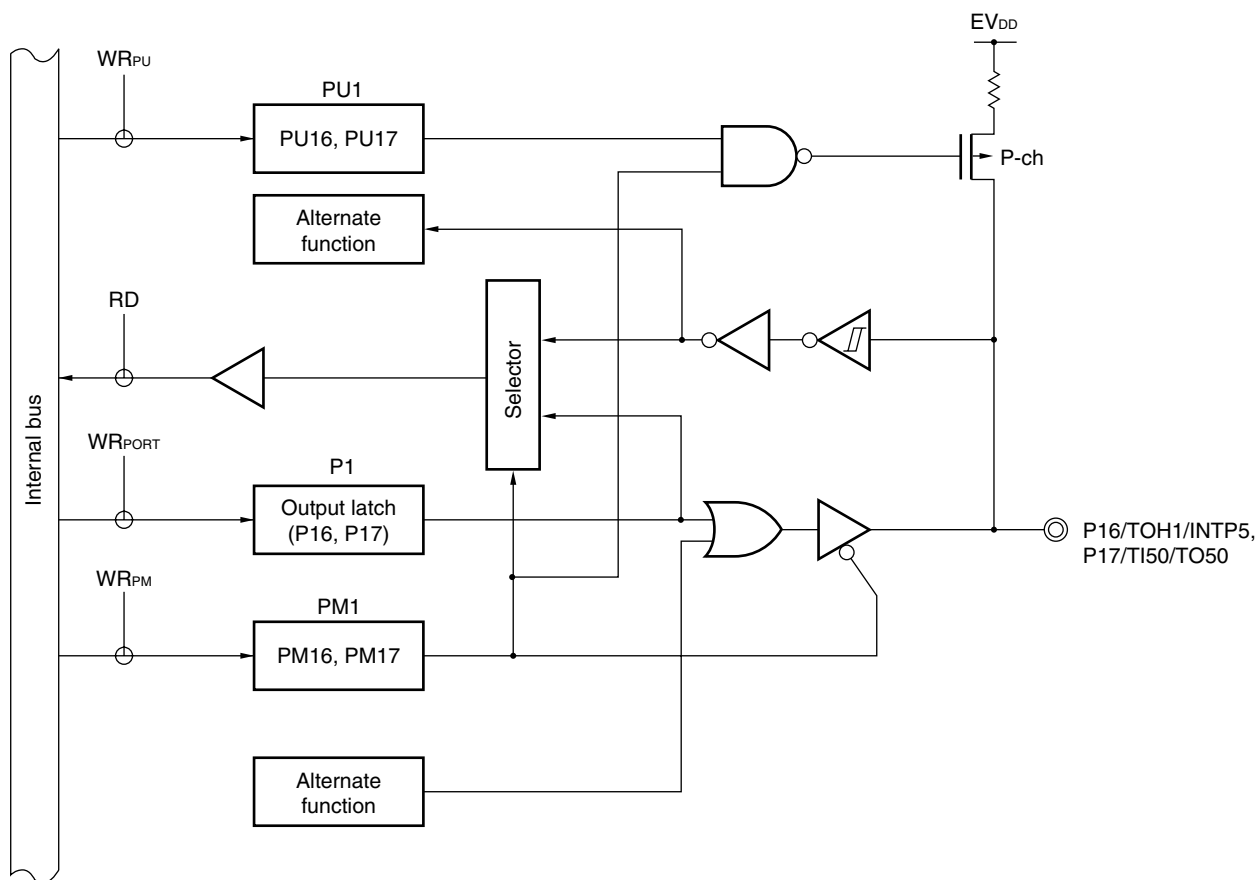 EVDD
WRPU
PU1
PU16, PU17
P-ch
Alternate
function
RD
Selector
Internal bus
WRPORT
P1
Output latch
(P16, P17)
P16/TOH1/INTP5,
P17/TI50/TO50
WRPM
PM1
PM16, PM17
Alternate
function